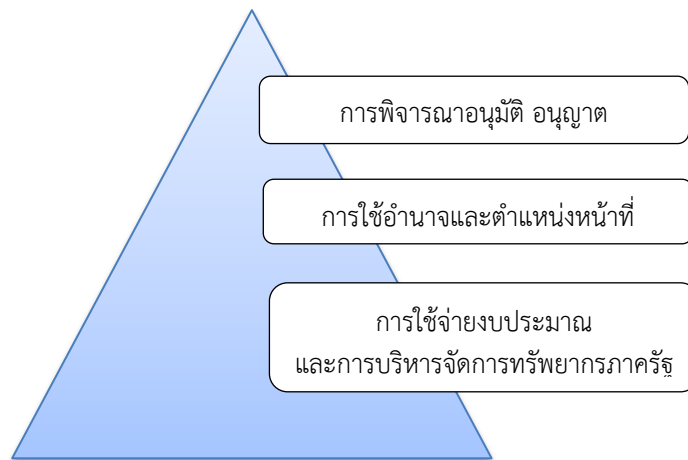 การพิจารณาอนุมัติ อนุญาต
การใช้อำนาจและตำแหน่งหน้าที่
การใช้จ่ายงบประมาณ
และการบริหารจัดการทรัพยากรภาครัฐ